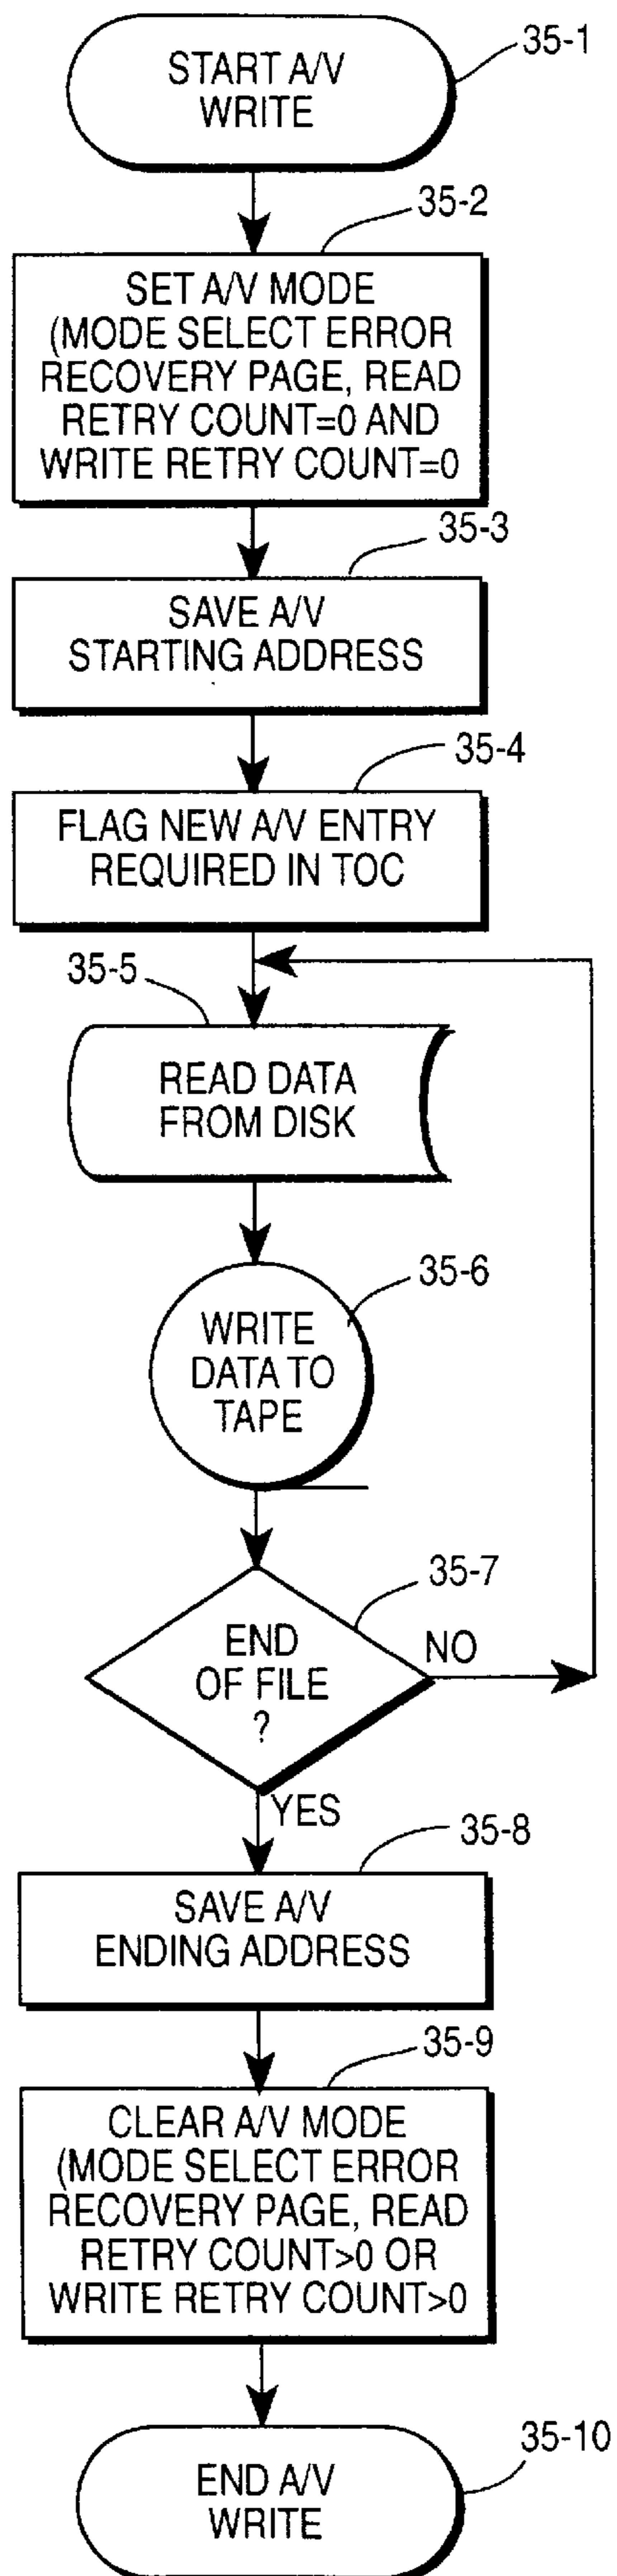 START A/V
WRITE
35-1
35-2
SET A/V MODE
(MODE SELECT ERROR
RECOVERY PAGE, READ
RETRY COUNT=0 AND
WRITE RETRY COUNT=0
35-3
SAVE A/V
STARTING ADDRESS
35-4
FLAG NEW A/V ENTRY
REQUIRED IN TOC
35-5
READ DATA
FROM DISK
35-6
WRITE
DATA TO
TAPE
35-7
END
OF FILE
?
NO
YES
35-8
SAVE A/V
ENDING ADDRESS
35-9
CLEAR A/V MODE
(MODE SELECT ERROR
RECOVERY PAGE, READ
RETRY COUNT>0 OR
WRITE RETRY COUNT>0
35-10
END A/V
WRITE